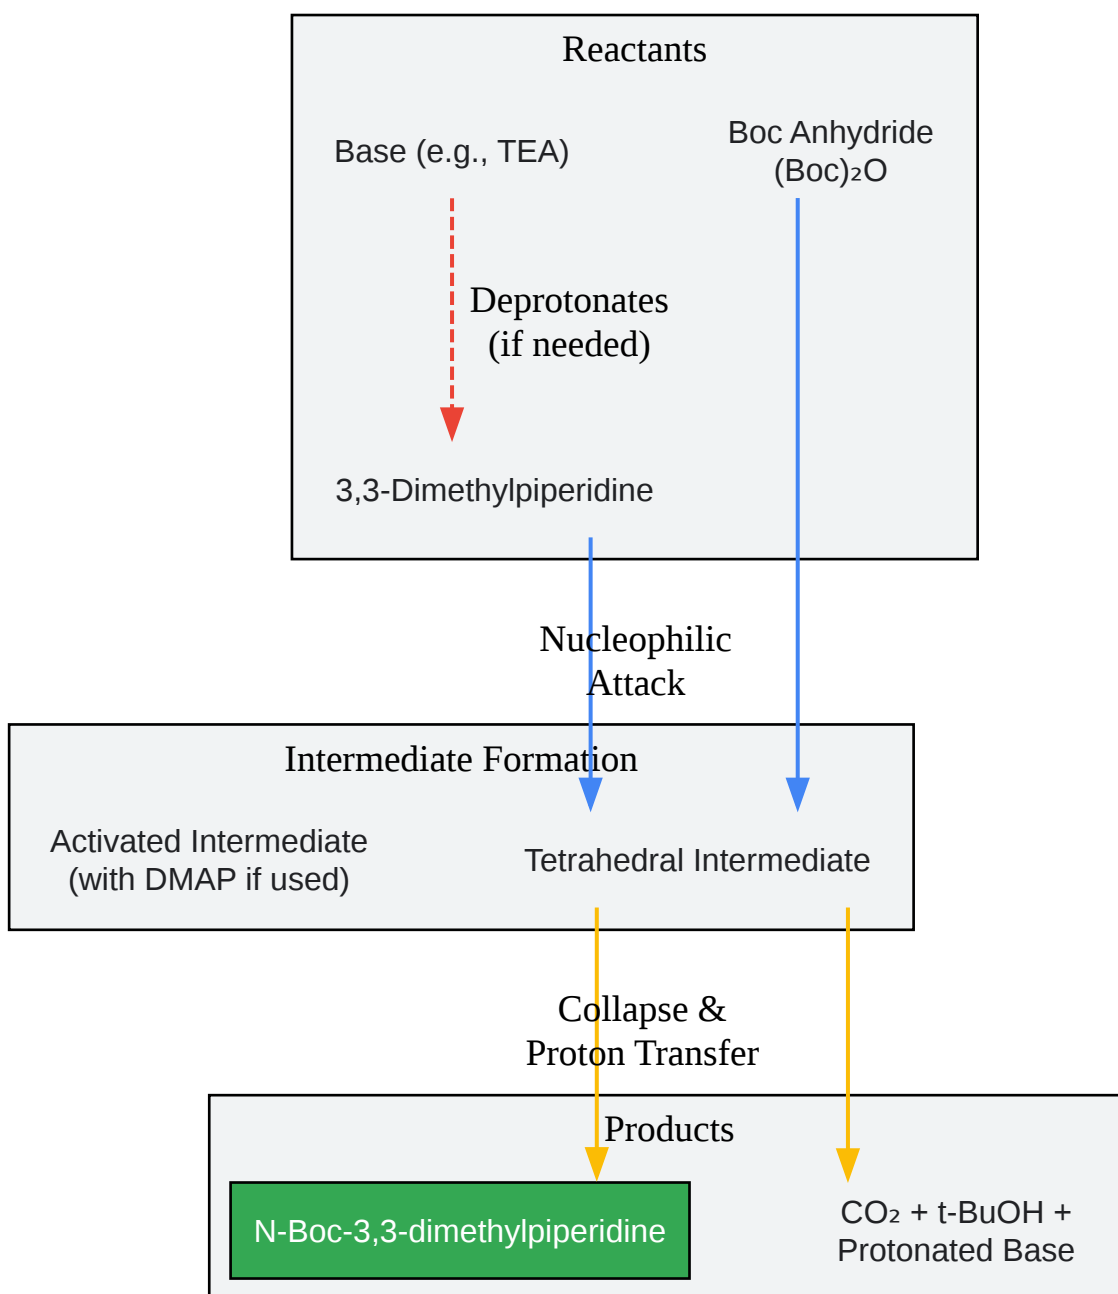 Reactants
Base (e.g., TEA)
Boc Anhydride
(Boc)₂O
Deprotonates
(if needed)
3,3-Dimethylpiperidine
Nucleophilic
Attack
Intermediate Formation
Activated Intermediate
(with DMAP if used)
Tetrahedral Intermediate
Collapse &
Proton Transfer
Products
N-Boc-3,3-dimethylpiperidine
CO₂ + t-BuOH +
Protonated Base